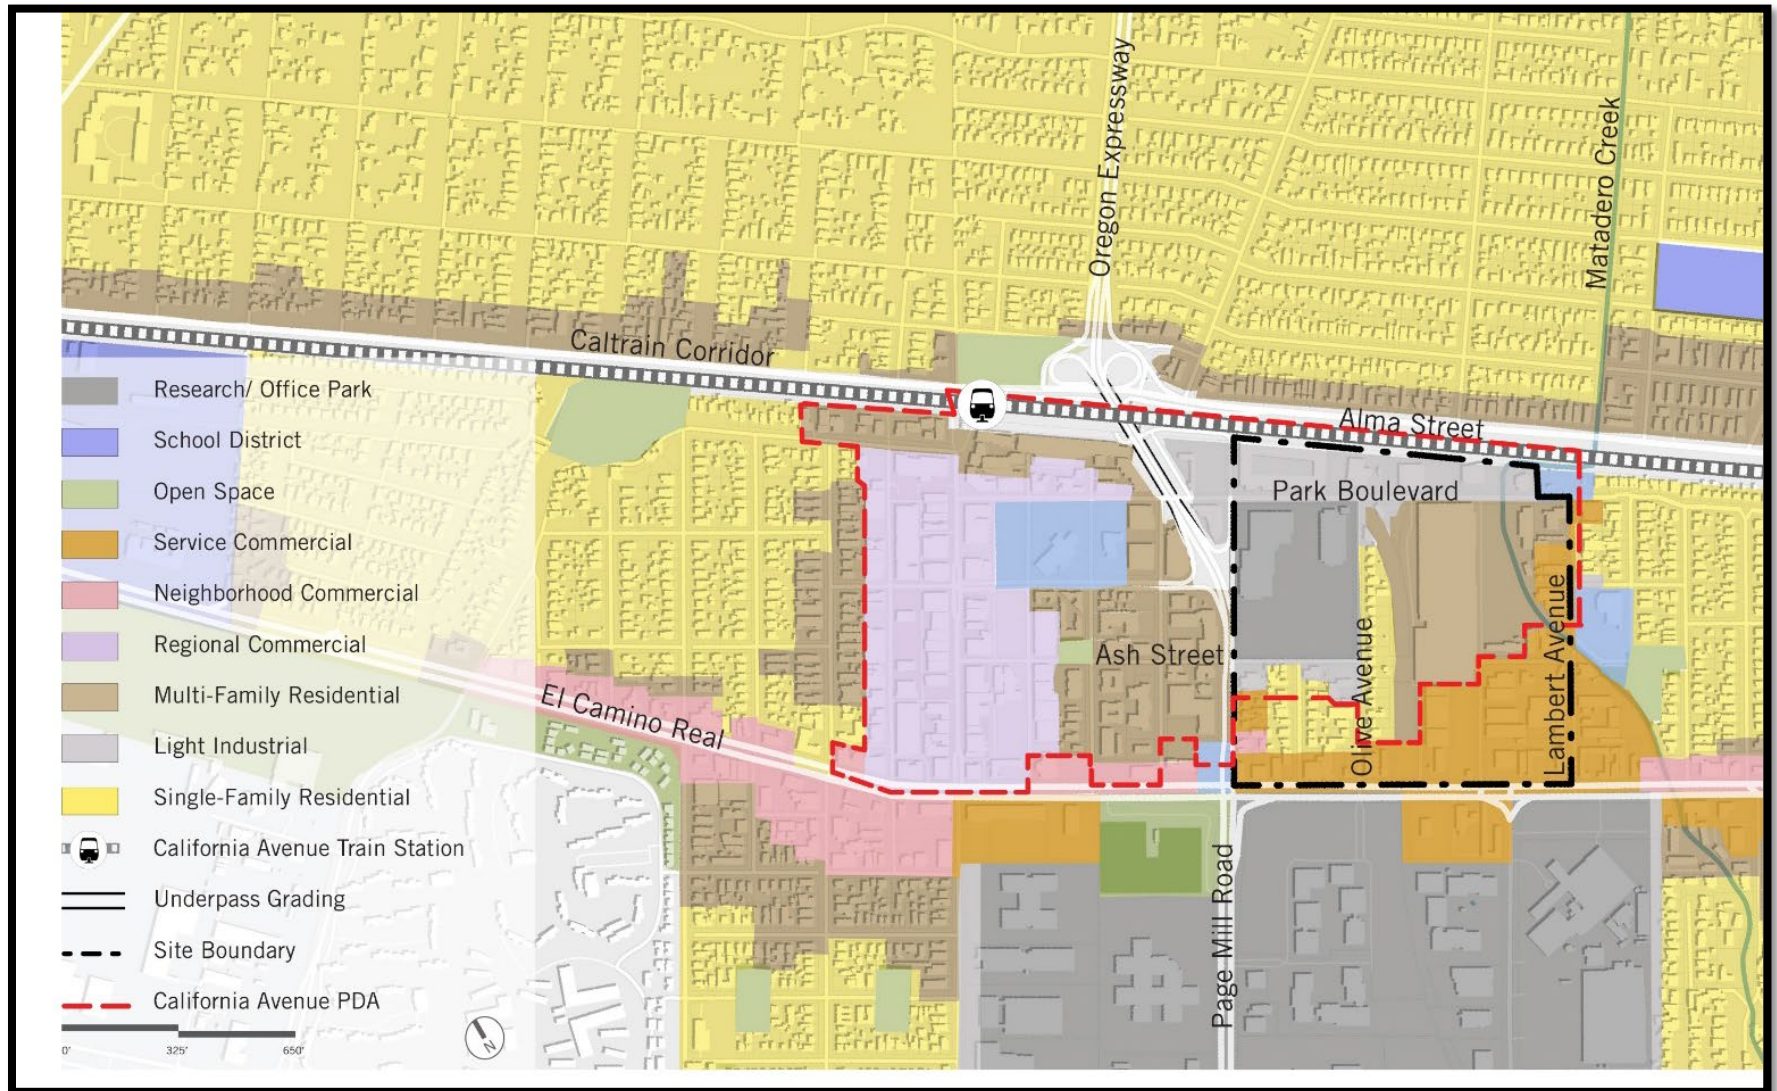 Oregon Expressway
Matadero Creek
Caltrain Corridor
Alma Street
Park Boulevard
Ash Street
Olive Avenue
Lambert Avenue
El Camino Real
Page Mill Road
Research/ Office Park
School District
Open Space
Service Commercial
Neighborhood Commercial
Regional Commercial
Multi-Family Residential
Light Industrial
Single-Family Residential
California Avenue Train Station
Underpass Grading
Site Boundary
California Avenue PDA
0' 325' 650'
N